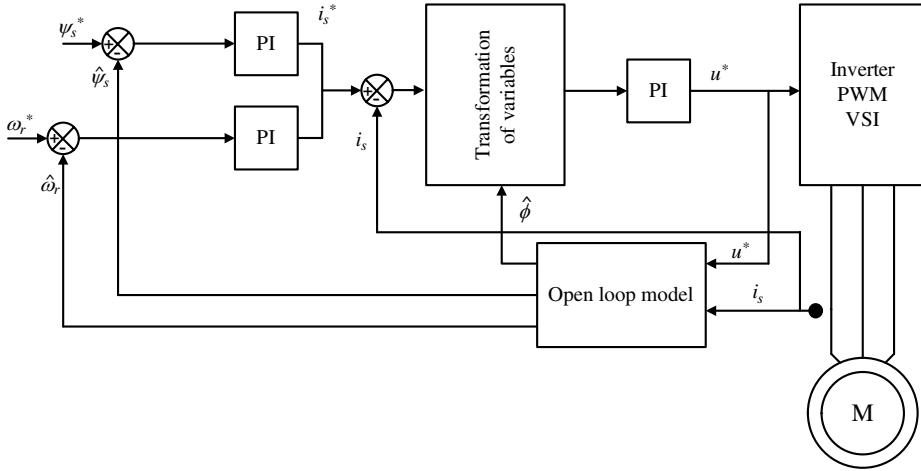 ψs*
+
-
ψ̂s
PI
is*
ωr*
+
-
ω̂r
PI
+
-
is
Transformation
of variables
PI
u*
Inverter
PWM
VSI
ϕ̂
u*
Open loop model
is
M